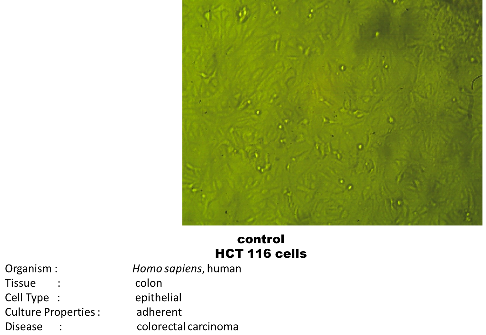 control
HCT 116 cells
Organism : Homo sapiens, human
Tissue : colon
Cell Type : epithelial
Culture Properties : adherent
Disease : colorectal carcinoma